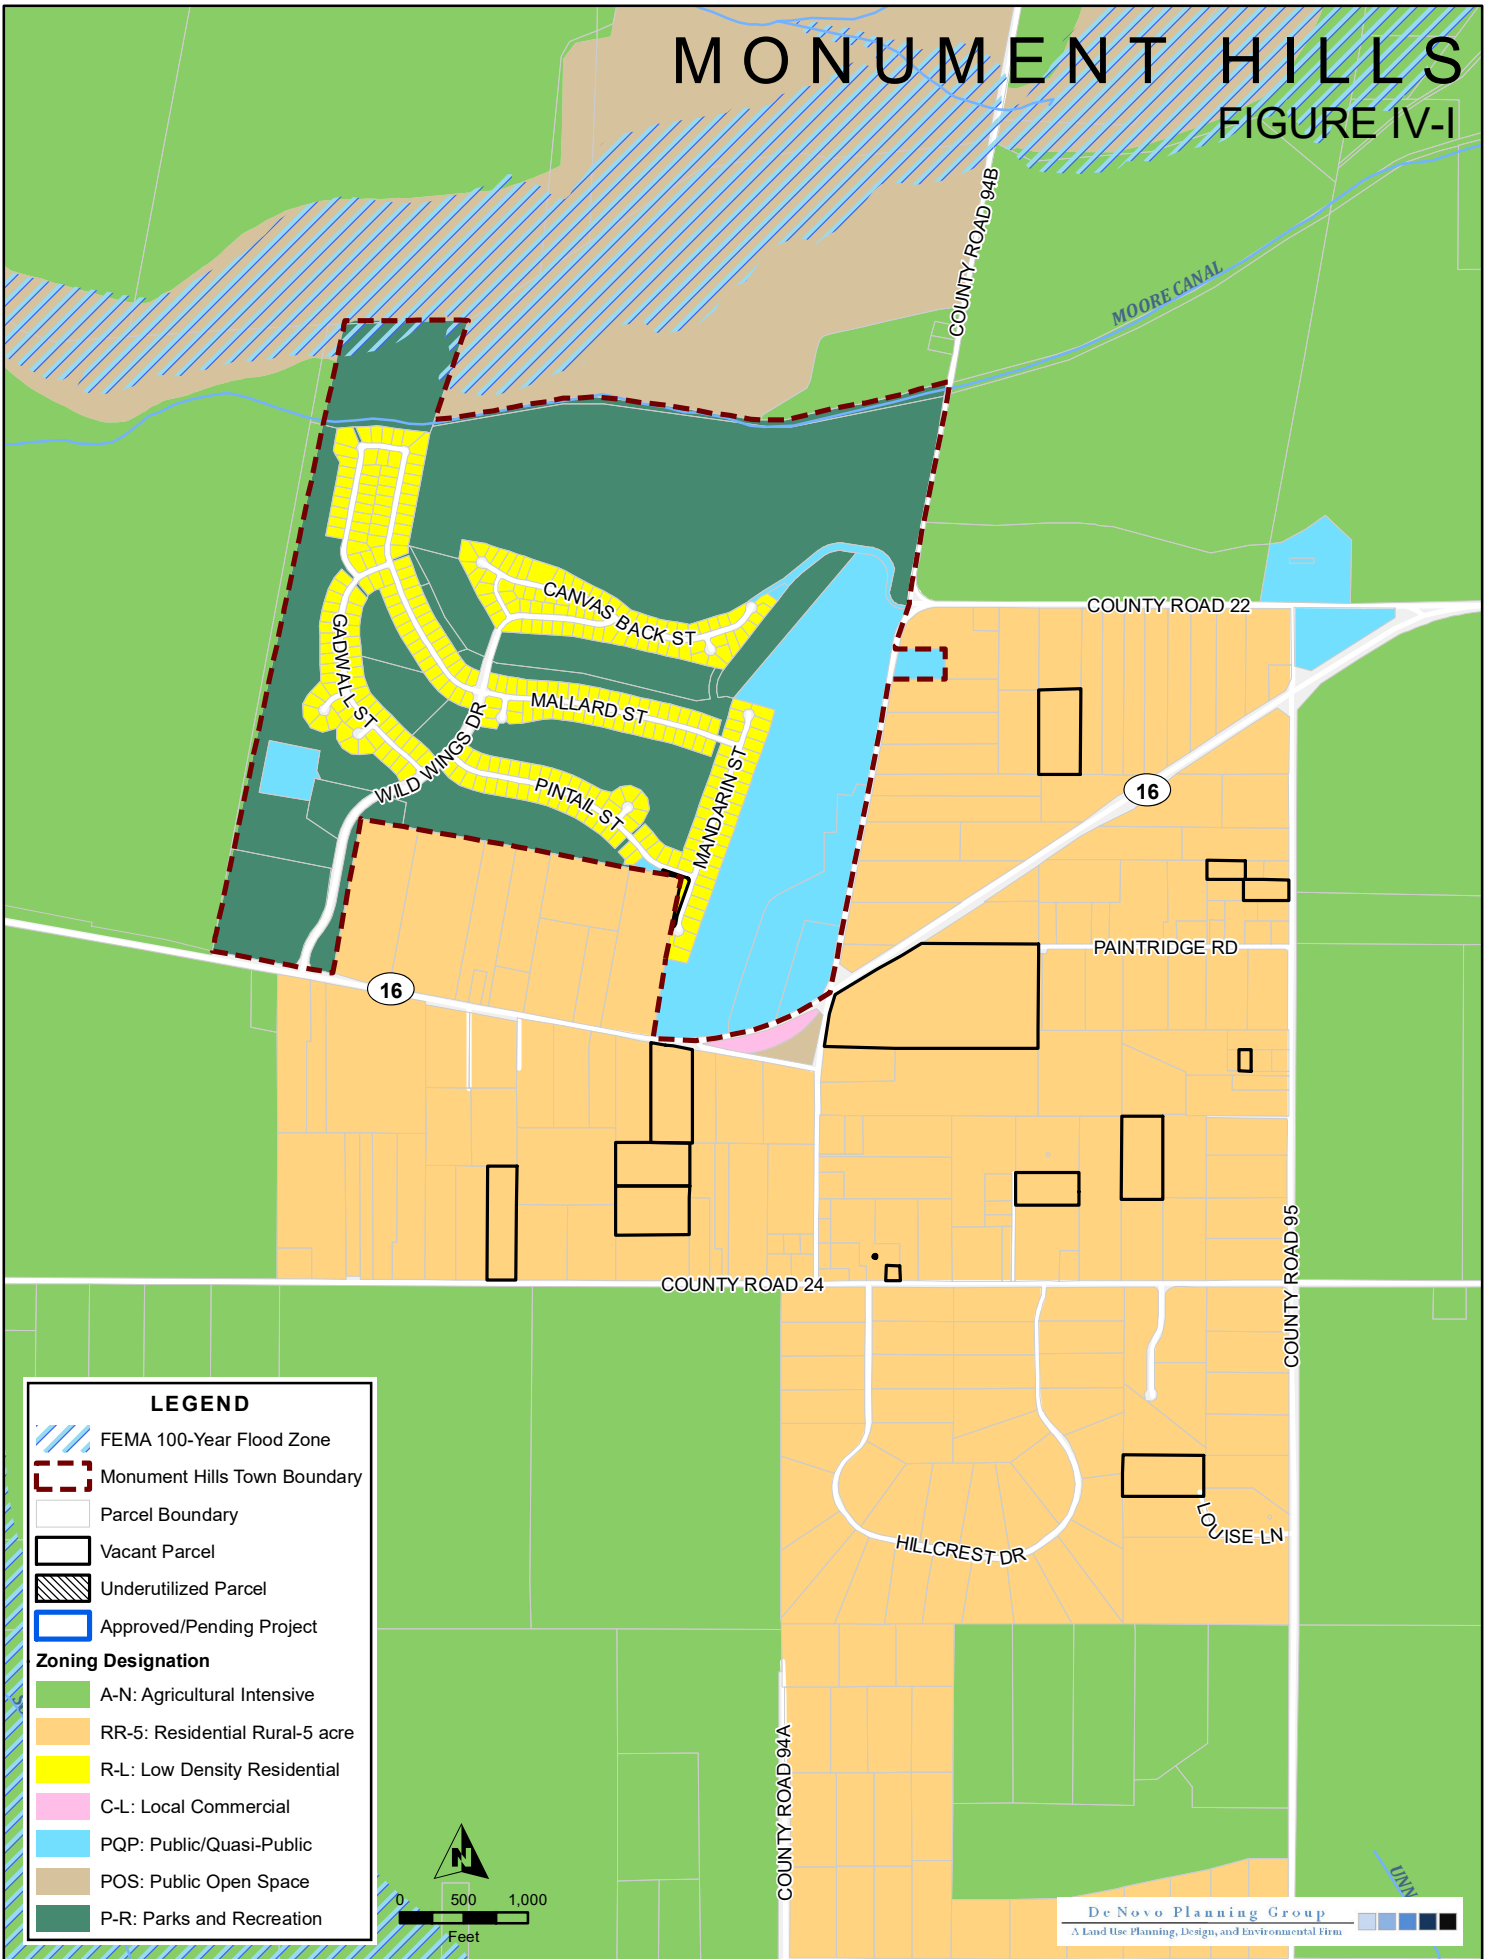 MONUMENT HILLS
FIGURE IV-I
COUNTY ROAD 94B
MOORE CANAL
COUNTY ROAD 22
CANVAS BACK ST
GADWALL ST
MALLARD ST
WILD WINGS DR
PINTAIL ST
MANDARIN ST
16
PAINTRIDGE RD
16
COUNTY ROAD 24
COUNTY ROAD 95
HILLCREST DR
LOUISE LN
COUNTY ROAD 94A
UNN
LEGEND
FEMA 100-Year Flood Zone
Monument Hills Town Boundary
Parcel Boundary
Vacant Parcel
Underutilized Parcel
Approved/Pending Project
Zoning Designation
A-N: Agricultural Intensive
RR-5: Residential Rural-5 acre
R-L: Low Density Residential
C-L: Local Commercial
PQP: Public/Quasi-Public
POS: Public Open Space
P-R: Parks and Recreation
N
0 500 1,000
Feet
De Novo Planning Group
A Land Use Planning, Design, and Environmental Firm